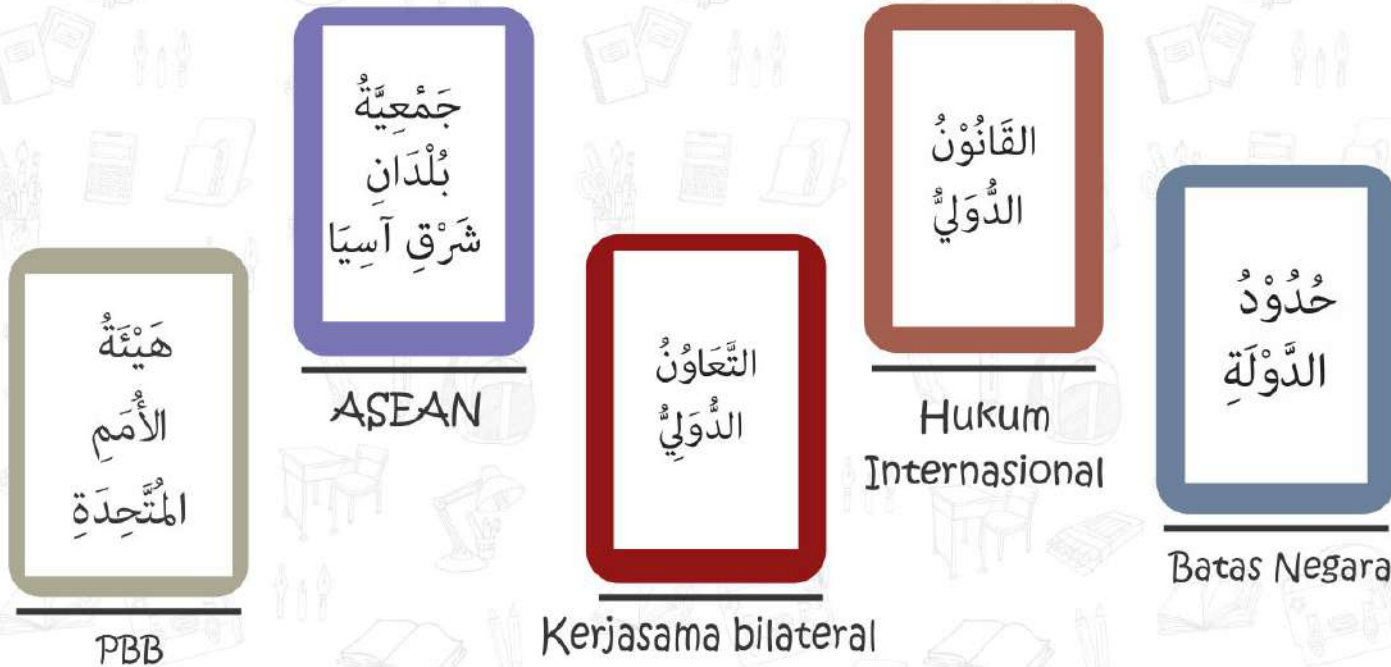 هَيْئَةُ
الأُمَمِ
المُتَّحِدَةِ
PBB
جَمْعِيَّةُ
بُلْدَانِ
شَرْقِ آسِيَا
ASEAN
التَّعَاوُنُ
الدُّوَلِيُّ
Kerjasama bilateral
القَانُوْنُ
الدُّوَلِيُّ
Hukum
Internasional
حُدُوْدُ
الدَّوْلَةِ
Batas Negara